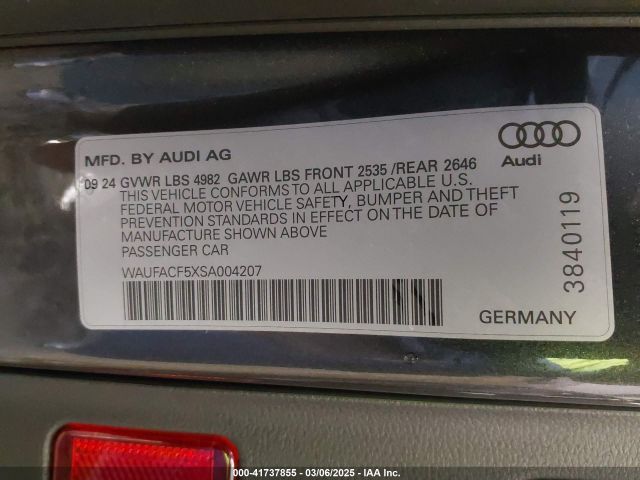 MFD. BY AUDI AG
09 24 GVWR LBS 4982 GAWR LBS FRONT 2535 /REAR 2646
THIS VEHICLE CONFORMS TO ALL APPLICABLE U.S.
FEDERAL MOTOR VEHICLE SAFETY, BUMPER AND THEFT
PREVENTION STANDARDS IN EFFECT ON THE DATE OF
MANUFACTURE SHOWN ABOVE
PASSENGER CAR
WAUFACF5XSA004207
Audi
3840119
GERMANY
000-41737855 | 03/06/2025 - IAA Inc.